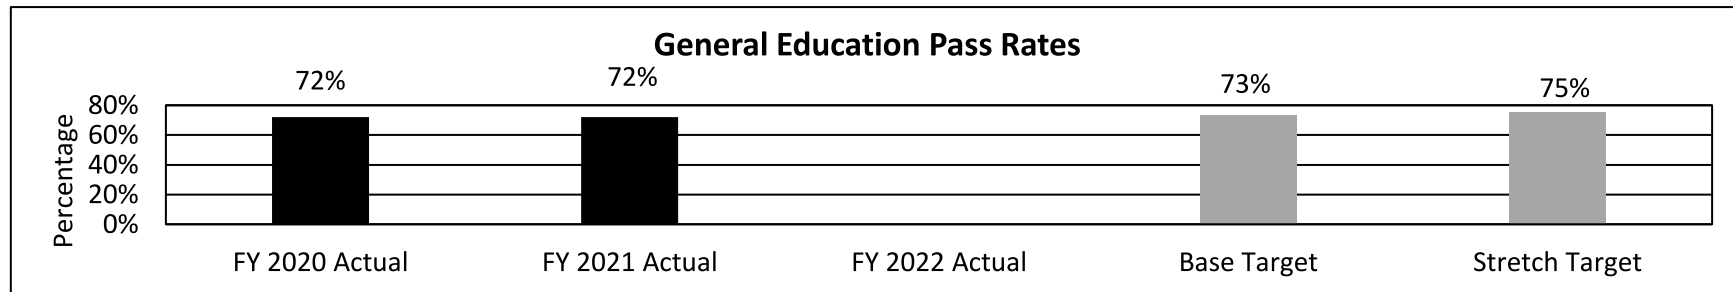 General Education Pass Rates
72%
72%
73%
75%
Percentage
80%
60%
40%
20%
0%
FY 2020 Actual
FY 2021 Actual
FY 2022 Actual
Base Target
Stretch Target